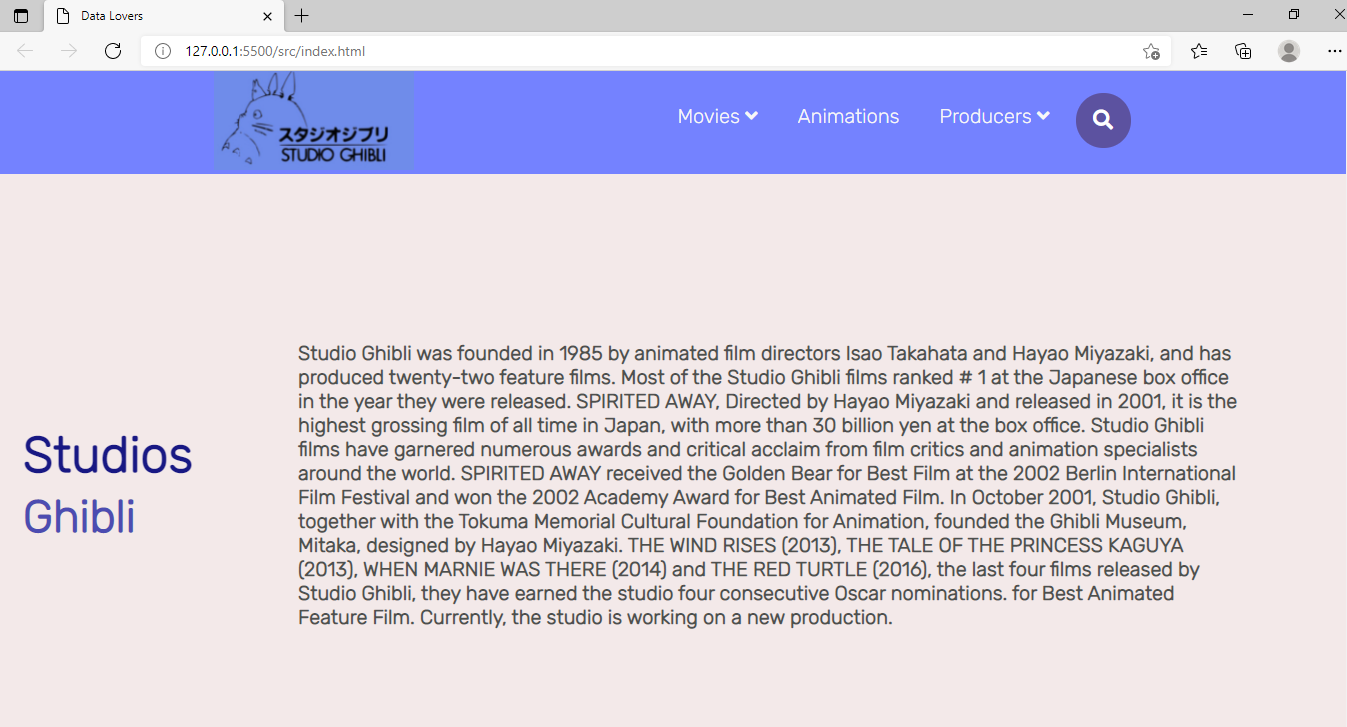 Data Lovers
127.0.0.1:5500/src/index.html
スタジオジブリ
STUDIO GHIBLI
Movies
Animations
Producers
Studio Ghibli was founded in 1985 by animated film directors Isao Takahata and Hayao Miyazaki, and has
produced twenty-two feature films. Most of the Studio Ghibli films ranked # 1 at the Japanese box office
in the year they were released. SPIRITED AWAY, Directed by Hayao Miyazaki and released in 2001, it is the
highest grossing film of all time in Japan, with more than 30 billion yen at the box office. Studio Ghibli
films have garnered numerous awards and critical acclaim from film critics and animation specialists
around the world. SPIRITED AWAY received the Golden Bear for Best Film at the 2002 Berlin International
Film Festival and won the 2002 Academy Award for Best Animated Film. In October 2001, Studio Ghibli,
together with the Tokuma Memorial Cultural Foundation for Animation, founded the Ghibli Museum,
Mitaka, designed by Hayao Miyazaki. THE WIND RISES (2013), THE TALE OF THE PRINCESS KAGUYA
(2013), WHEN MARNIE WAS THERE (2014) and THE RED TURTLE (2016), the last four films released by
Studio Ghibli, they have earned the studio four consecutive Oscar nominations. for Best Animated
Feature Film. Currently, the studio is working on a new production.
Studios
Ghibli